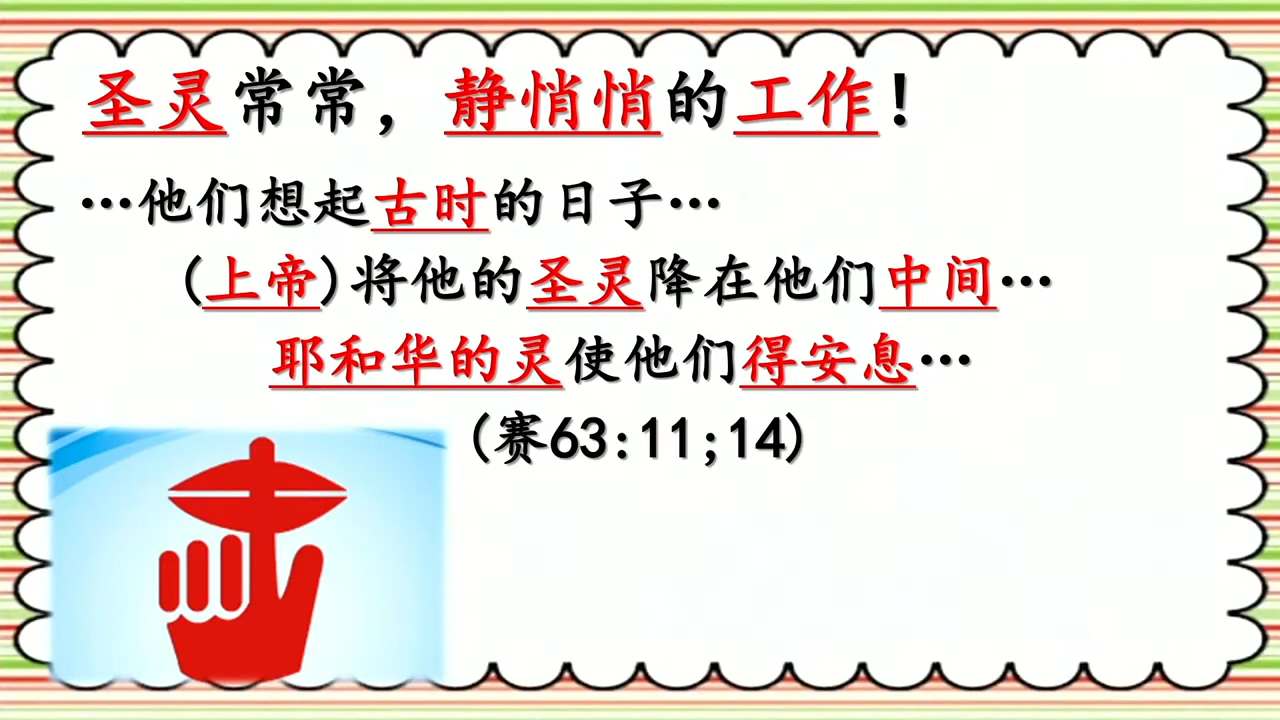 圣灵常常，静悄悄的工作！
…他们想起古时的日子…
(上帝)将他的圣灵降在他们中间…
耶和华的灵使他们得安息…
(赛63:11;14)